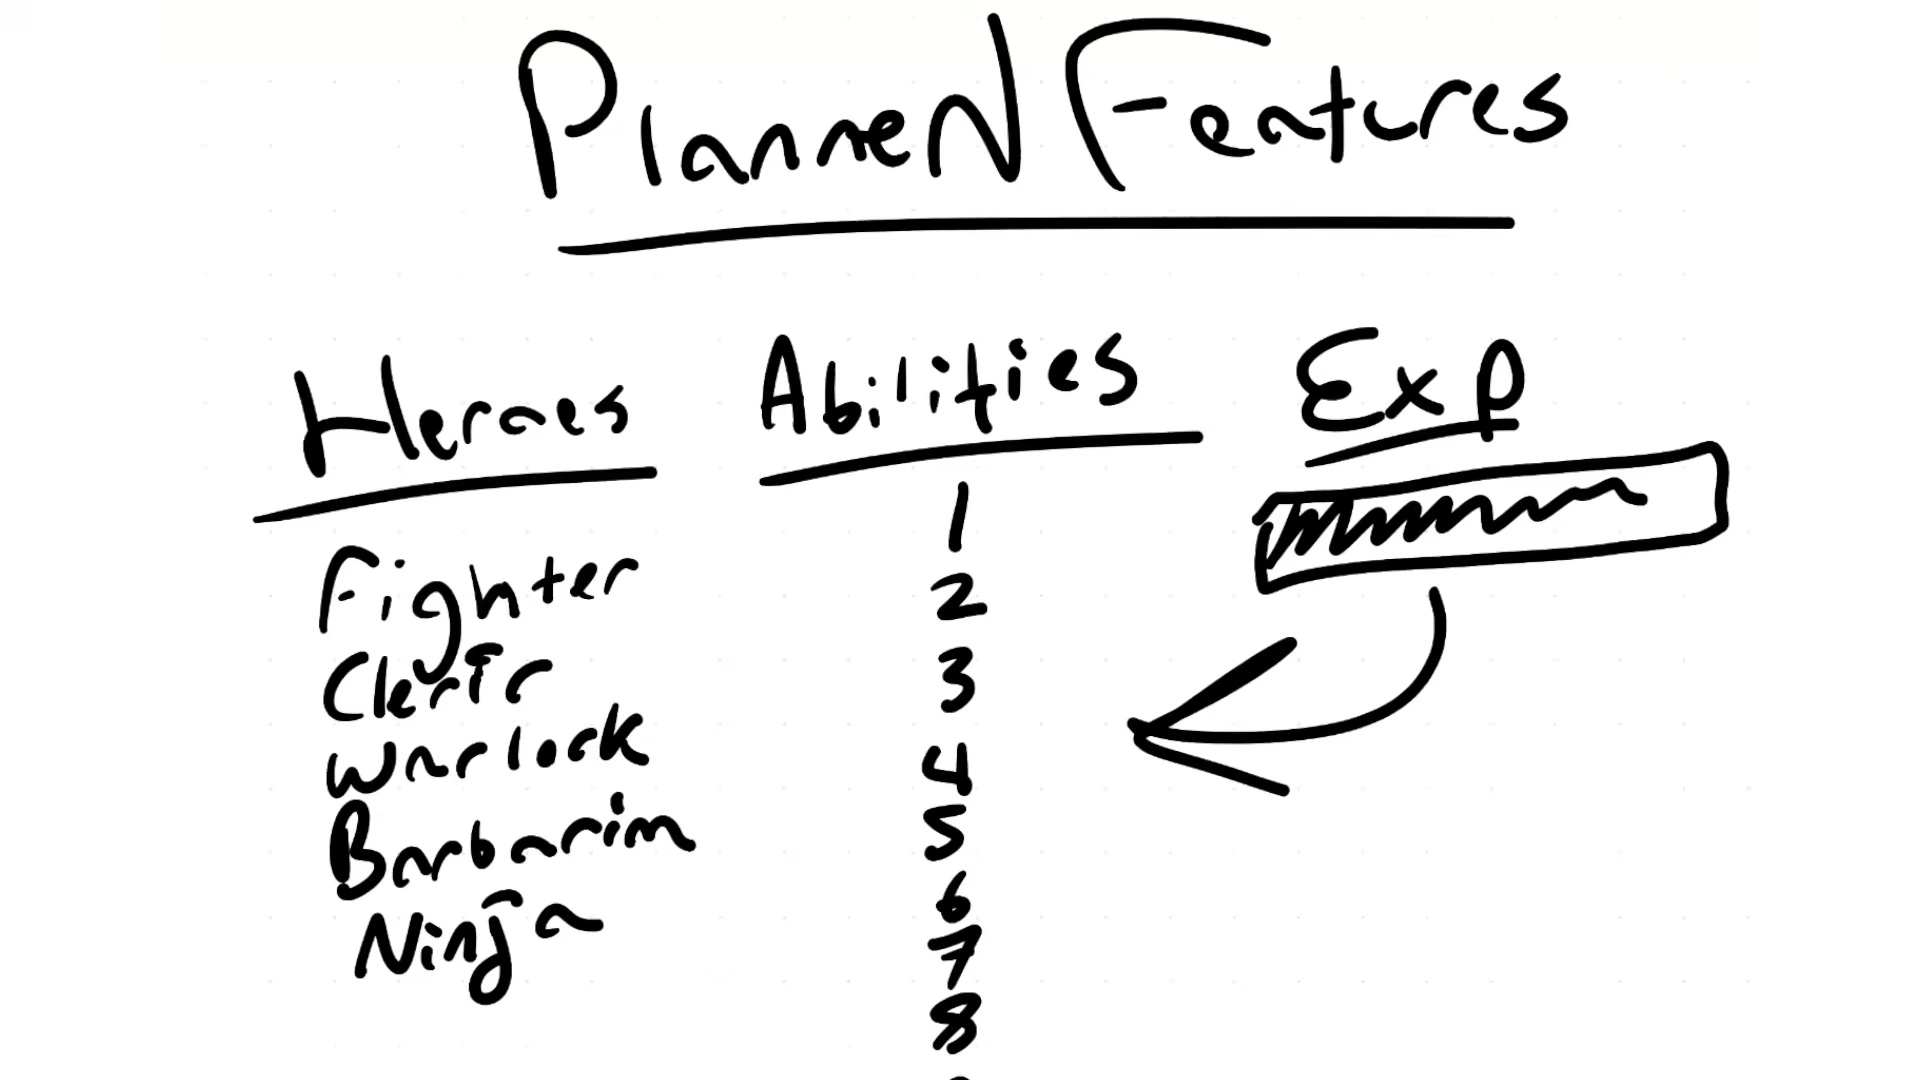 Planned Features
Heroes Abilities Exp
Fighter
Cleric
Warlock
Barbarian
Ninja
1
2
3
4
5
6
7
8